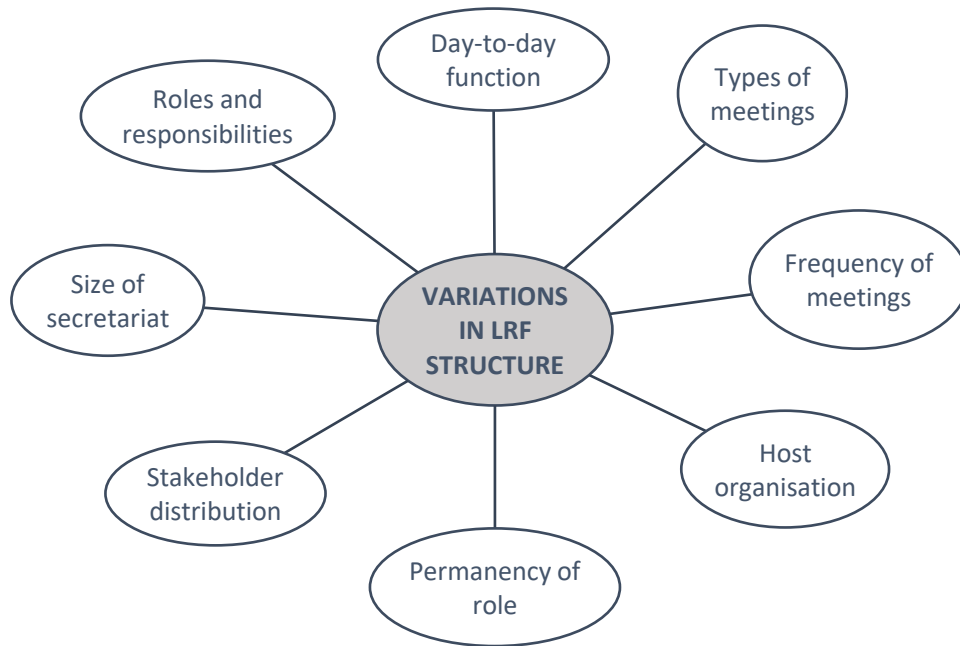 Day-to-day
function
Types of
meetings
Roles and
responsibilities
Frequency of
meetings
Size of
secretariat
VARIATIONS
IN LRF
STRUCTURE
Host
organisation
Stakeholder
distribution
Permanency of
role